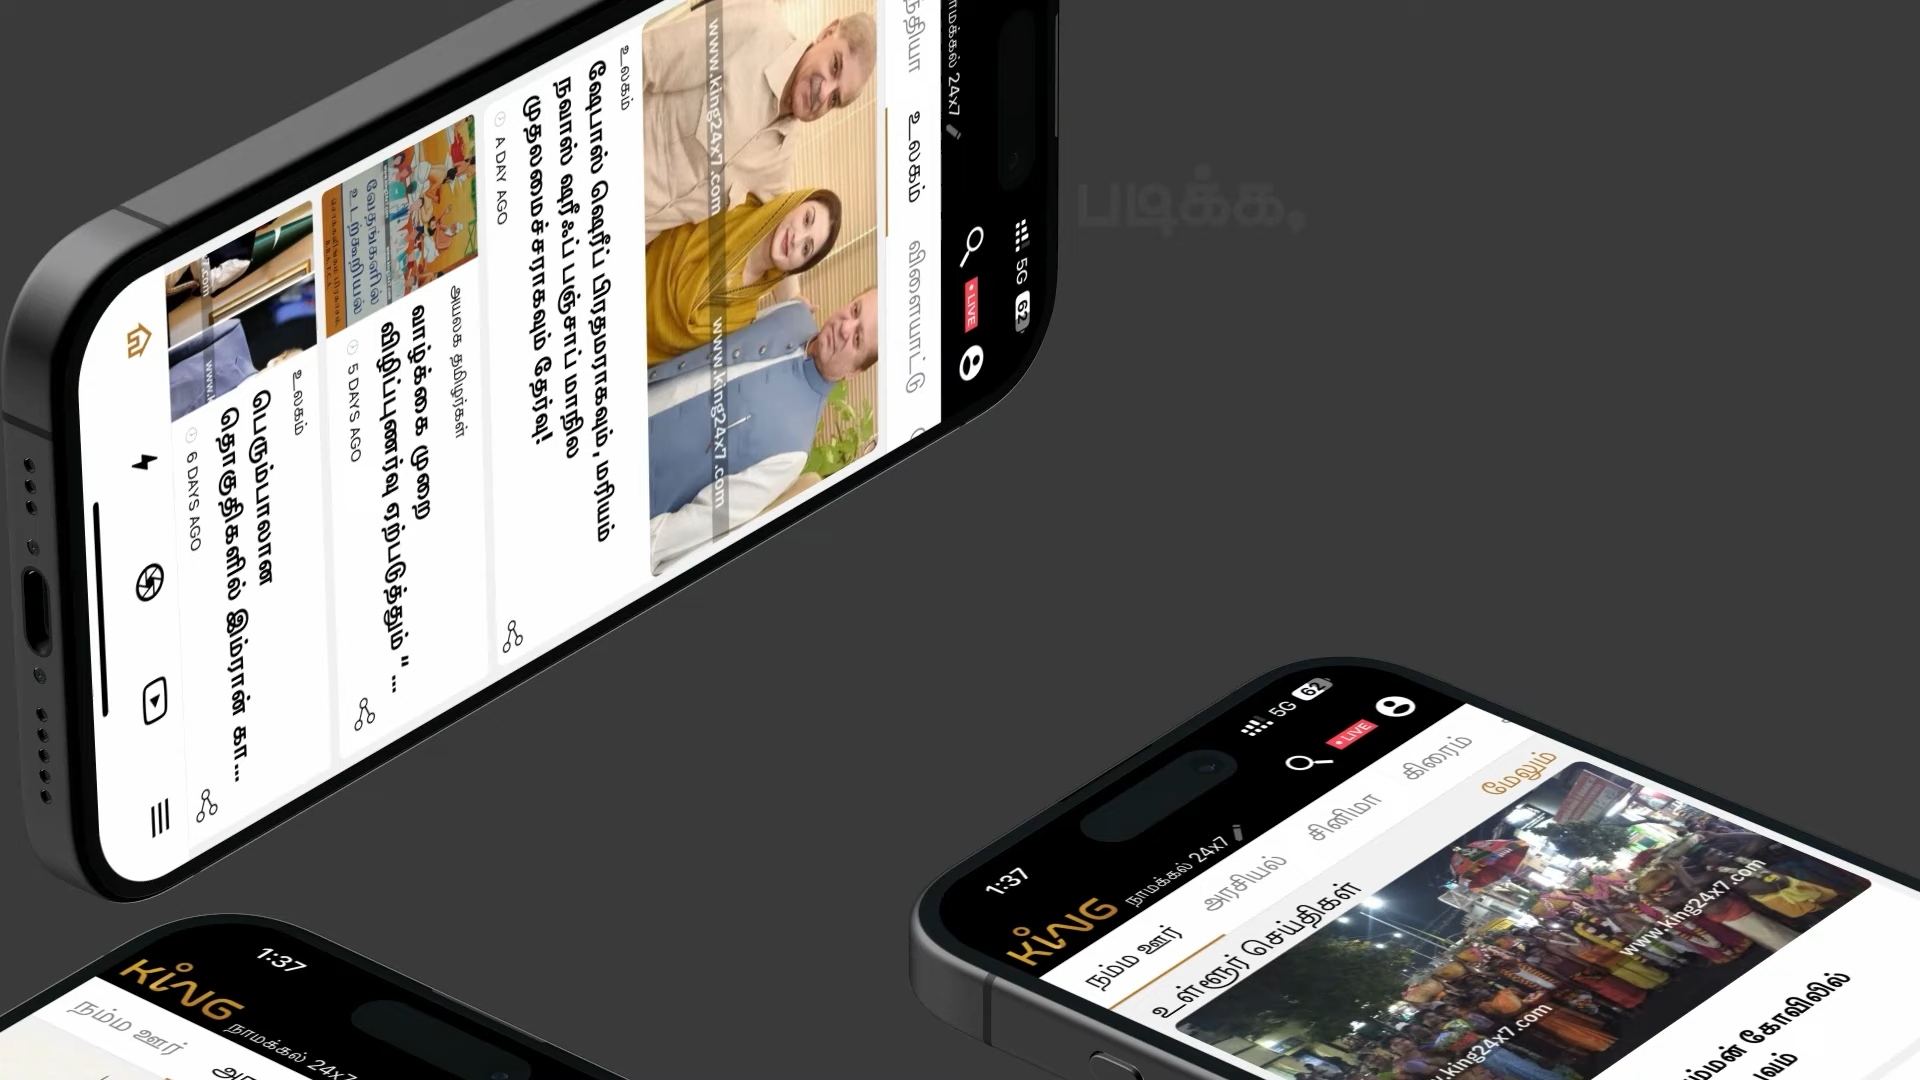 படிக்க,
நாமக்கல் 24x7
5G 62
LIVE
உலகம்
விளையாட்டு
www.king24x7.com
www.king24x7.com
உலகம்
ஷேபாஸ் ஷெரீப் பிரதமராகவும், மரியம்
நவாஸ் ஷரீஃப் பஞ்சாப் மாநில
முதலமைச்சராகவும் தேர்வு!
A DAY AGO
அயலக தமிழர்கள்
வாழ்க்கை முறை
விழிப்புணர்வு ஏற்படுத்தும் " ...
5 DAYS AGO
உலகம்
பெரும்பாலான
தொகுதிகளில் இம்ரான் கா...
6 DAYS AGO
1:37
KING
நாமக்கல் 24x7
நம்ம ஊர்
1:37
5G 62
KING
நாமக்கல் 24x7
LIVE
நம்ம ஊர்
அரசியல்
சினிமா
கிரைம்
உள்ளூர் செய்திகள்
மேலும்
www.king24x7.com
கோவிலில்